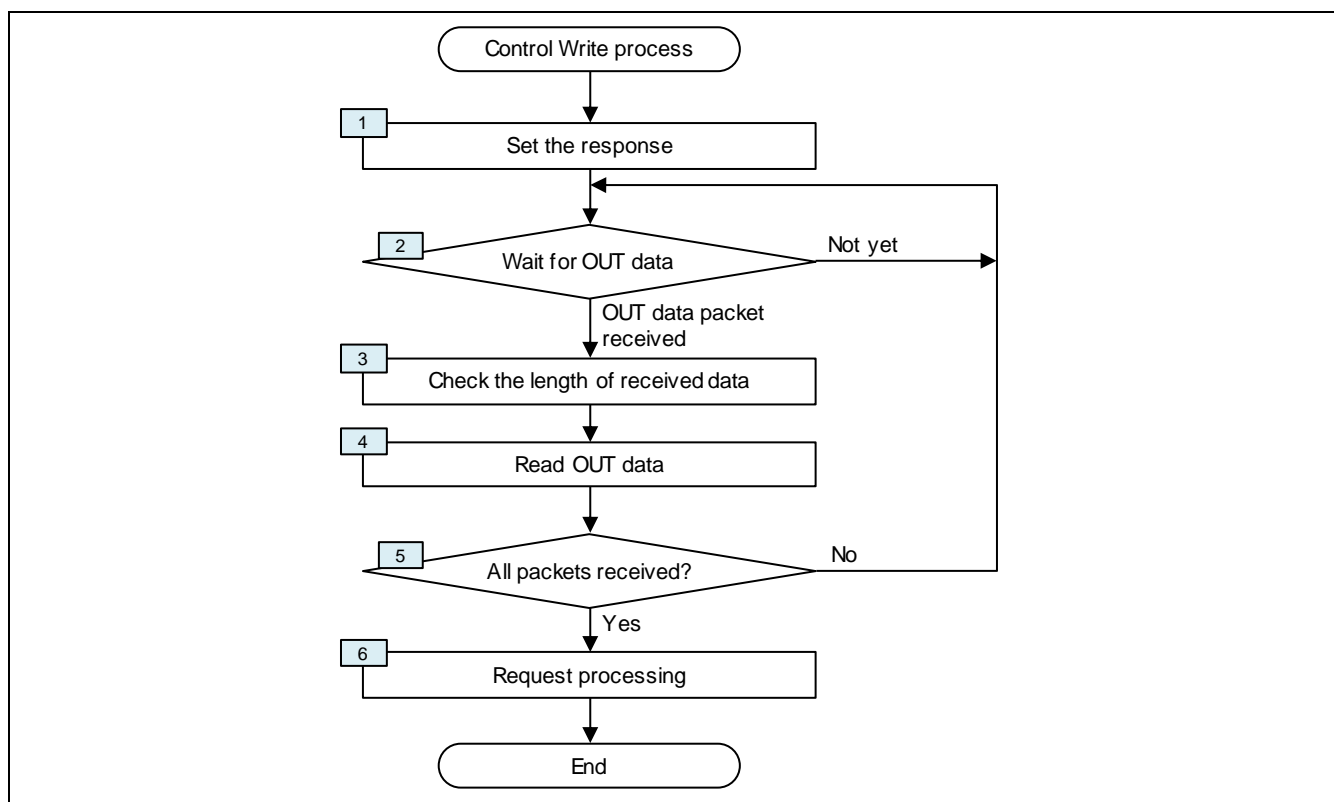 Control Write process
1
Set the response
2
Wait for OUT data
Not yet
OUT data packet
received
3
Check the length of received data
4
Read OUT data
5
All packets received?
No
Yes
6
Request processing
End